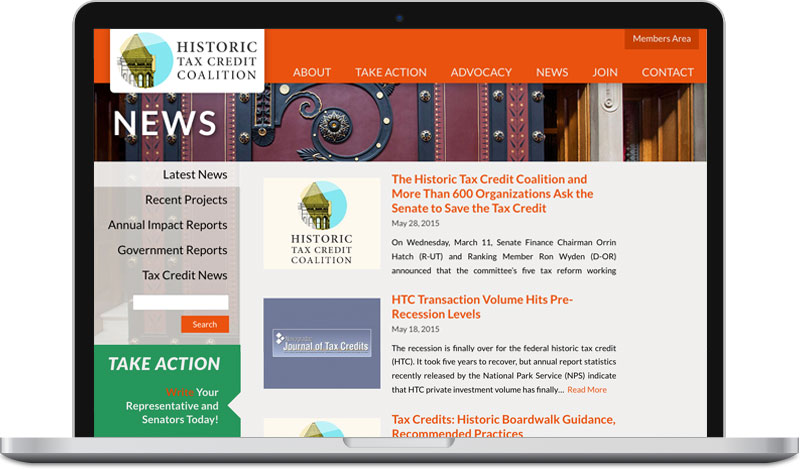 Members Area
HISTORIC
TAX CREDIT
COALITION
ABOUT TAKE ACTION ADVOCACY NEWS JOIN CONTACT
NEWS
Latest News
Recent Projects
Annual Impact Reports
Government Reports
Tax Credit News
Search
TAKE ACTION
Write Your
Representative and
Senators Today!
HISTORIC
TAX CREDIT
COALITION
The Historic Tax Credit Coalition and
More Than 600 Organizations Ask the
Senate to Save the Tax Credit
May 28, 2015
On Wednesday, March 11, Senate Finance Chairman Orrin
Hatch (R-UT) and Ranking Member Ron Wyden (D-OR)
announced that the committee's five tax reform working
Journal of Tax Credits
HTC Transaction Volume Hits Pre-
Recession Levels
May 18, 2015
The recession is finally over for the federal historic tax credit
(HTC). It took five years to recover, but annual report statistics
recently released by the National Park Service (NPS) indicate
that HTC private investment volume has finally... Read More
Tax Credits: Historic Boardwalk Guidance,
Recommended Practices